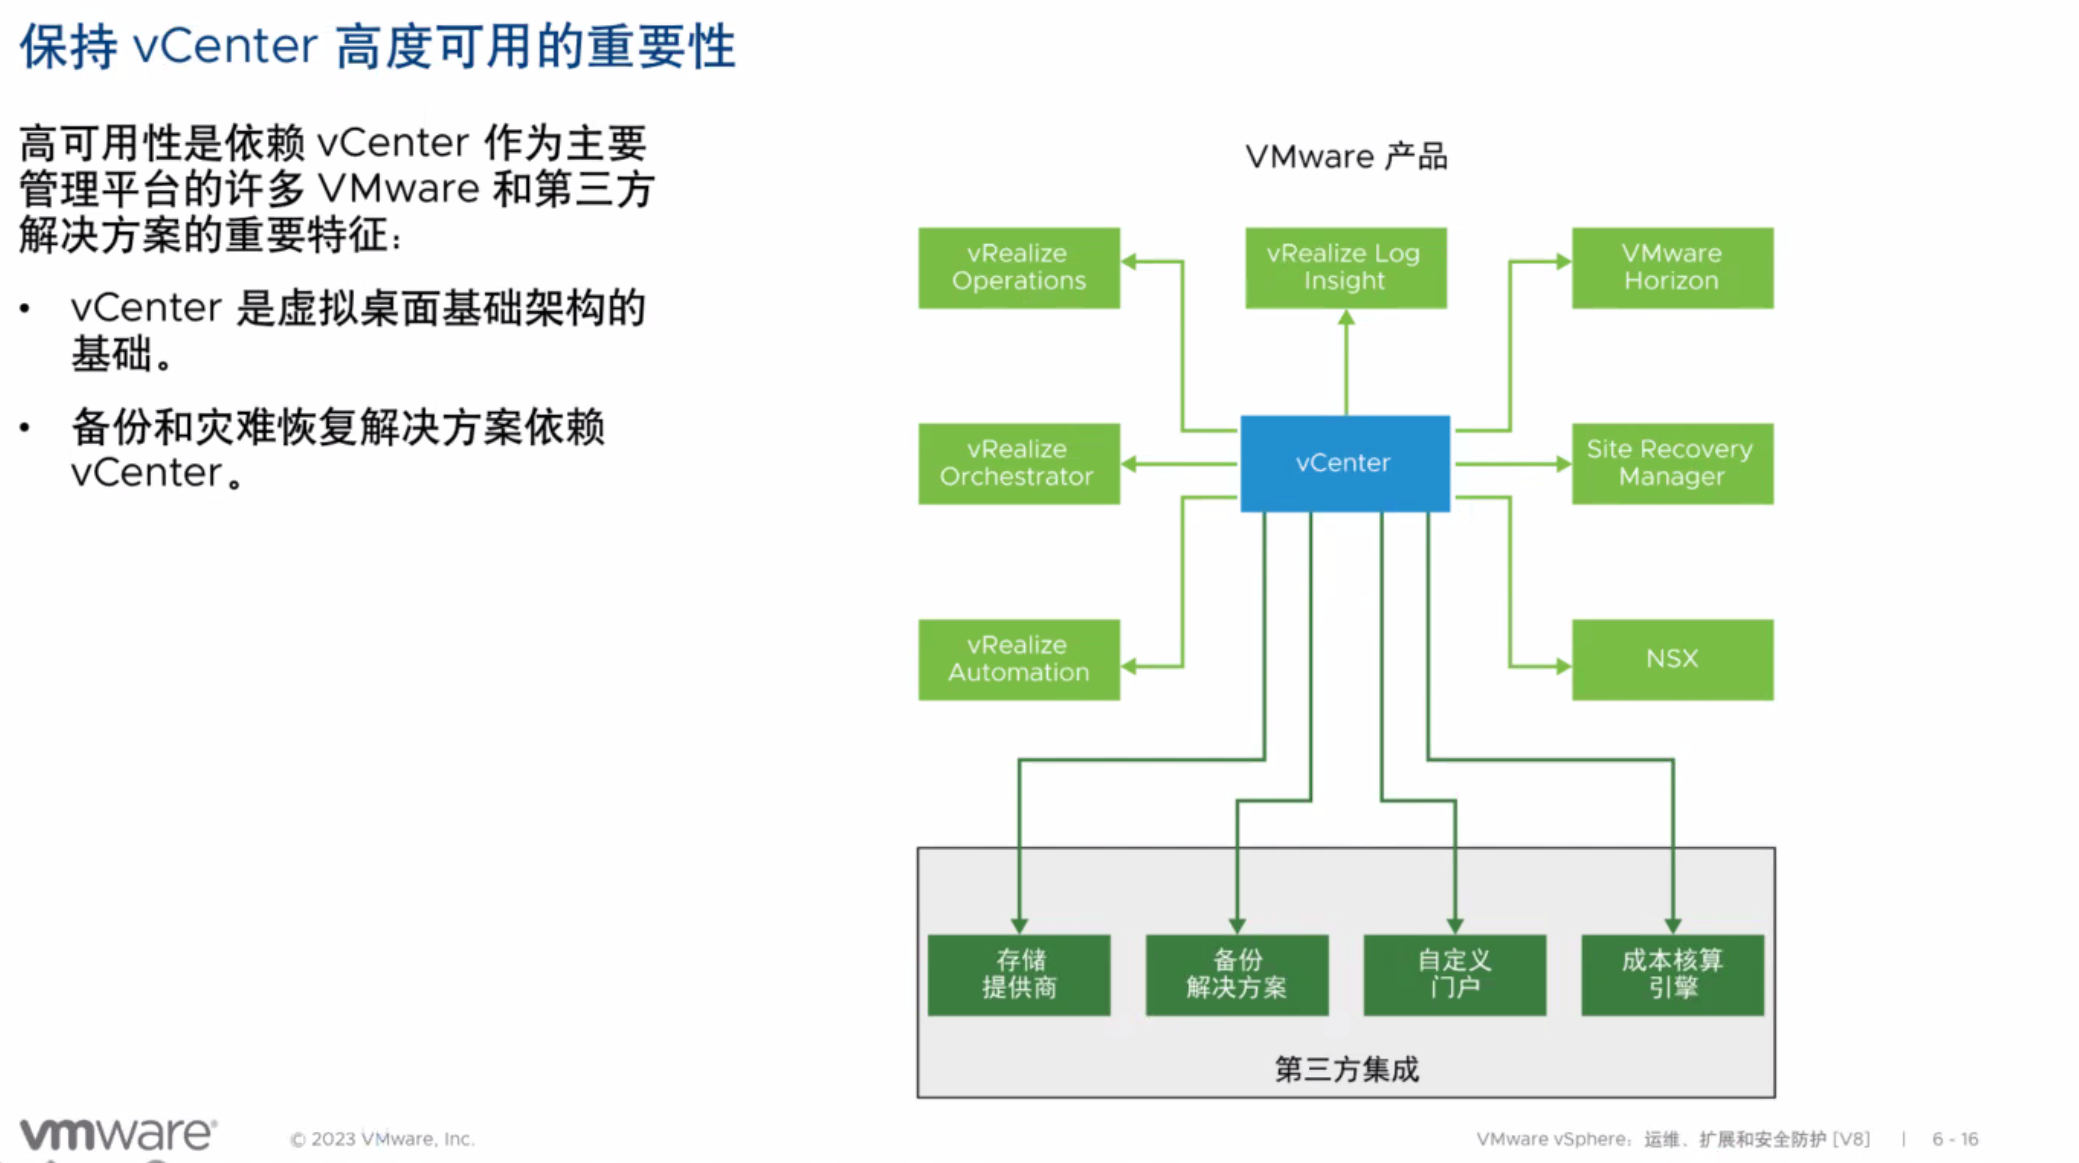 保持 vCenter 高度可用的重要性
高可用性是依赖 vCenter 作为主要
管理平台的许多 VMware 和第三方
解决方案的重要特征：
• vCenter 是虚拟桌面基础架构的
基础。
• 备份和灾难恢复解决方案依赖
vCenter。
VMware 产品
vRealize
Operations
vRealize Log
Insight
VMware
Horizon
vRealize
Orchestrator
vCenter
Site Recovery
Manager
vRealize
Automation
NSX
存储
提供商
备份
解决方案
自定义
门户
成本核算
引擎
第三方集成
vmware®
© 2023 VMware, Inc.
VMware vSphere：运维、扩展和安全防护 [V8] | 6 - 16